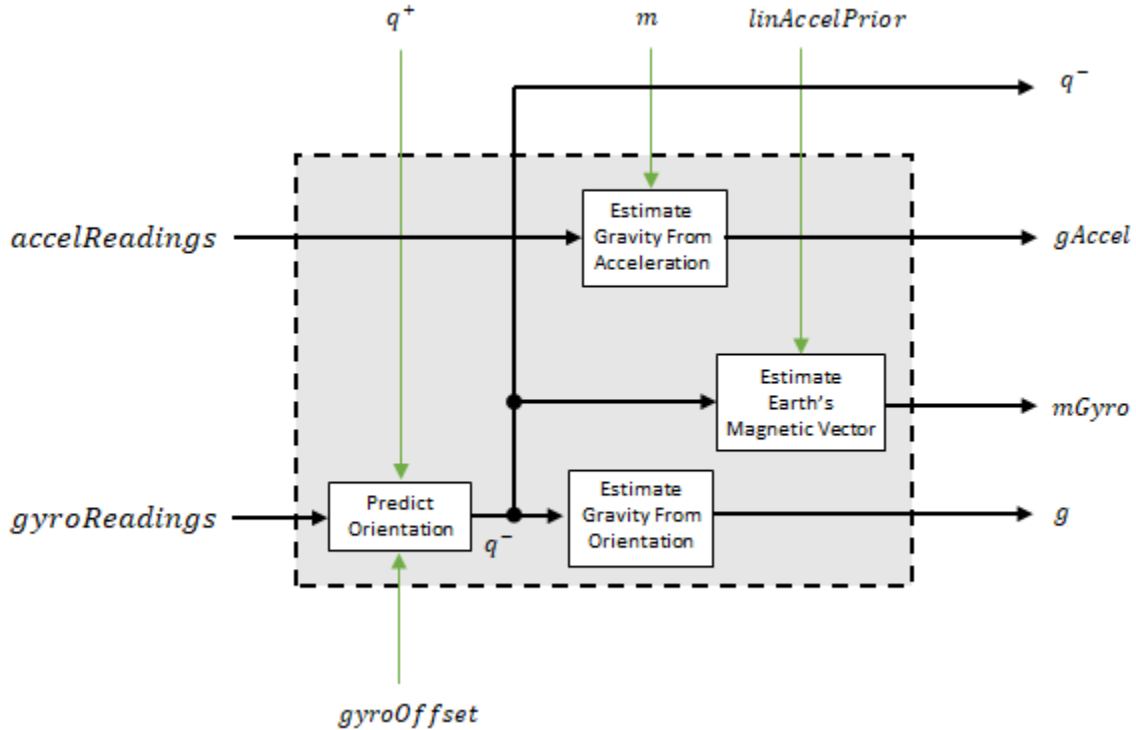 q⁺
m
linAccelPrior
q⁻
accelReadings
Estimate
Gravity From
Acceleration
gAccel
Estimate
Earth's
Magnetic Vector
mGyro
gyroReadings
Predict
Orientation
q⁻
Estimate
Gravity From
Orientation
g
gyroOffset